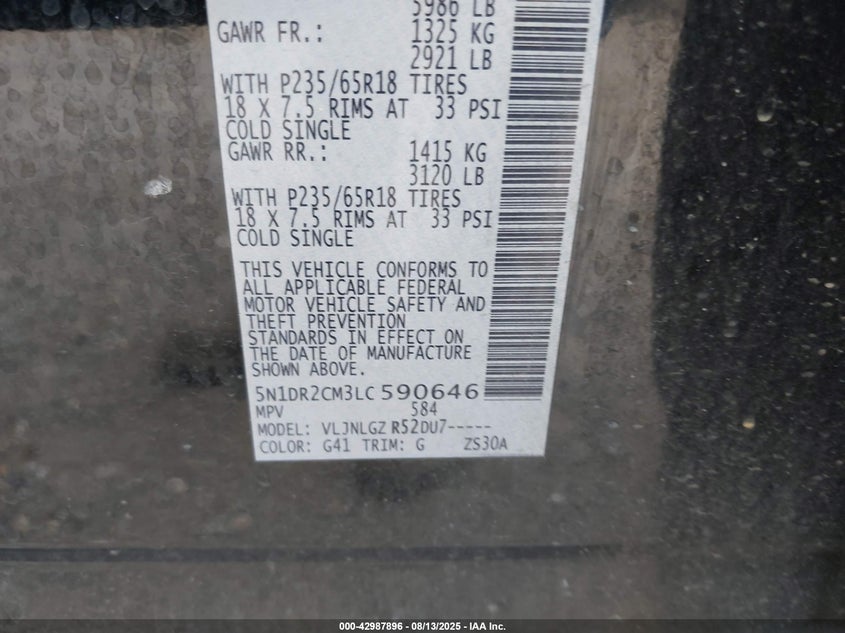 5986 LB
GAWR FR.: 1325 KG
2921 LB
WITH P235/65R18 TIRES
18 X 7.5 RIMS AT 33 PSI
COLD SINGLE
GAWR RR.: 1415 KG
3120 LB
WITH P235/65R18 TIRES
18 X 7.5 RIMS AT 33 PSI
COLD SINGLE
THIS VEHICLE CONFORMS TO
ALL APPLICABLE FEDERAL
MOTOR VEHICLE SAFETY AND
THEFT PREVENTION
STANDARDS IN EFFECT ON
THE DATE OF MANUFACTURE
SHOWN ABOVE.
5N1DR2CM3LC590646
MPV 584
MODEL: VLJNLGZ R52DU7-----
COLOR: G41 TRIM: G ZS30A
000-42987896 - 08/13/2025 - IAA Inc.